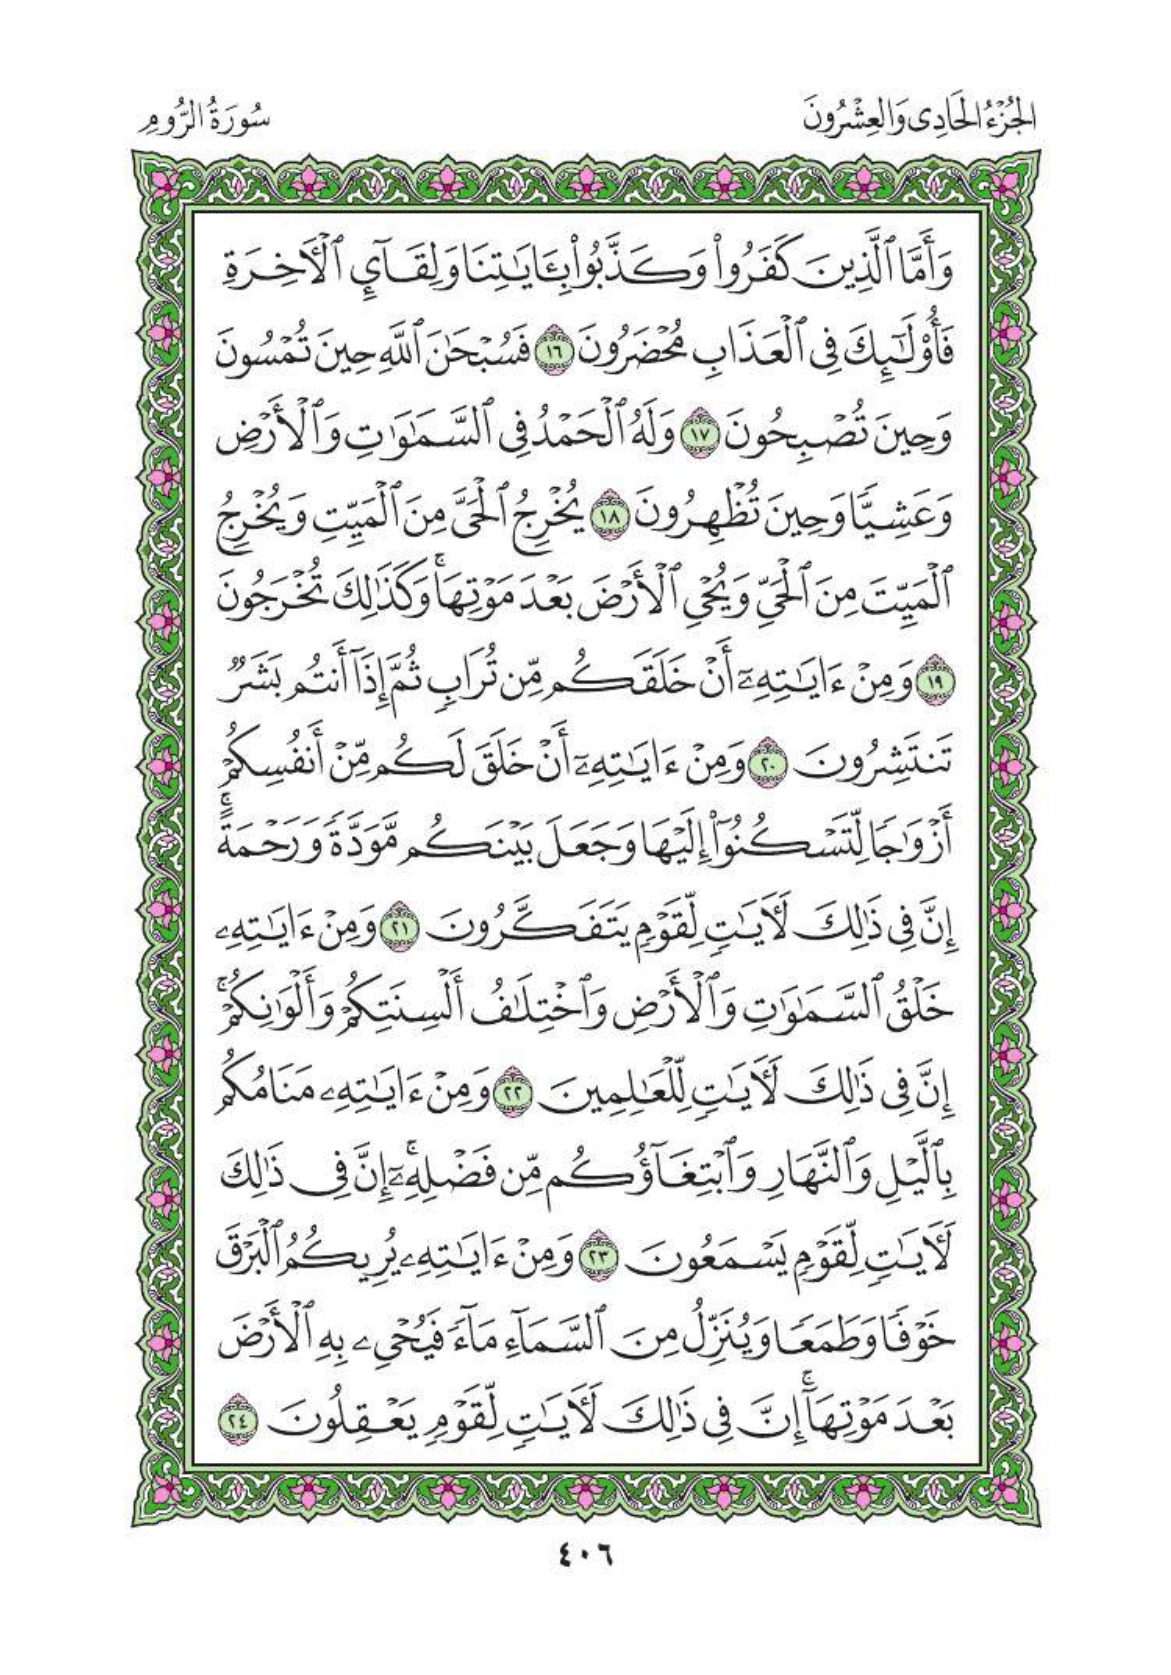 الجُزْءُ الحَادِى وَالعِشْرُونَ
سُورَةُ الرُّومِ
وَأَمَّا ٱلَّذِينَ كَفَرُواْ وَكَذَّبُواْ بِـَٔايَٰتِنَا وَلِقَآيِٕ ٱلْأَخِرَةِ
فَأُوْلَٰٓئِكَ فِى ٱلْعَذَابِ مُحْضَرُونَ ١٦ فَسُبْحَٰنَ ٱللَّهِ حِينَ تُمْسُونَ
وَحِينَ تُصْبِحُونَ ١٧ وَلَهُ ٱلْحَمْدُ فِى ٱلسَّمَٰوَٰتِ وَٱلْأَرْضِ
وَعَشِيًّا وَحِينَ تُظْهِرُونَ ١٨ يُخْرِجُ ٱلْحَىَّ مِنَ ٱلْمَيِّتِ وَيُخْرِجُ
ٱلْمَيِّتَ مِنَ ٱلْحَىِّ وَيُحْىِ ٱلْأَرْضَ بَعْدَ مَوْتِهَاۚ وَكَذَٰلِكَ تُخْرَجُونَ
١٩ وَمِنْ ءَايَٰتِهِۦٓ أَنْ خَلَقَكُم مِّن تُرَابٍ ثُمَّ إِذَآ أَنتُم بَشَرٌ
تَنتَشِرُونَ ٢٠ وَمِنْ ءَايَٰتِهِۦٓ أَنْ خَلَقَ لَكُم مِّنْ أَنفُسِكُمْ
أَزْوَٰجًا لِّتَسْكُنُوٓاْ إِلَيْهَا وَجَعَلَ بَيْنَكُم مَّوَدَّةً وَرَحْمَةًۚ
إِنَّ فِى ذَٰلِكَ لَأٓيَٰتٍ لِّقَوْمٍ يَتَفَكَّرُونَ ٢١ وَمِنْ ءَايَٰتِهِۦ
خَلْقُ ٱلسَّمَٰوَٰتِ وَٱلْأَرْضِ وَٱخْتِلَٰفُ أَلْسِنَتِكُمْ وَأَلْوَٰنِكُمْۚ
إِنَّ فِى ذَٰلِكَ لَأٓيَٰتٍ لِّلْعَٰلِمِينَ ٢٢ وَمِنْ ءَايَٰتِهِۦ مَنَامُكُم
بِٱلَّيْلِ وَٱلنَّهَارِ وَٱبْتِغَآؤُكُم مِّن فَضْلِهِۦٓۚ إِنَّ فِى ذَٰلِكَ
لَأٓيَٰتٍ لِّقَوْمٍ يَسْمَعُونَ ٢٣ وَمِنْ ءَايَٰتِهِۦ يُرِيكُمُ ٱلْبَرْقَ
خَوْفًا وَطَمَعًا وَيُنَزِّلُ مِنَ ٱلسَّمَآءِ مَآءً فَيُحْىِۦ بِهِ ٱلْأَرْضَ
بَعْدَ مَوْتِهَآۚ إِنَّ فِى ذَٰلِكَ لَأٓيَٰتٍ لِّقَوْمٍ يَعْقِلُونَ ٢٤
٤٠٦